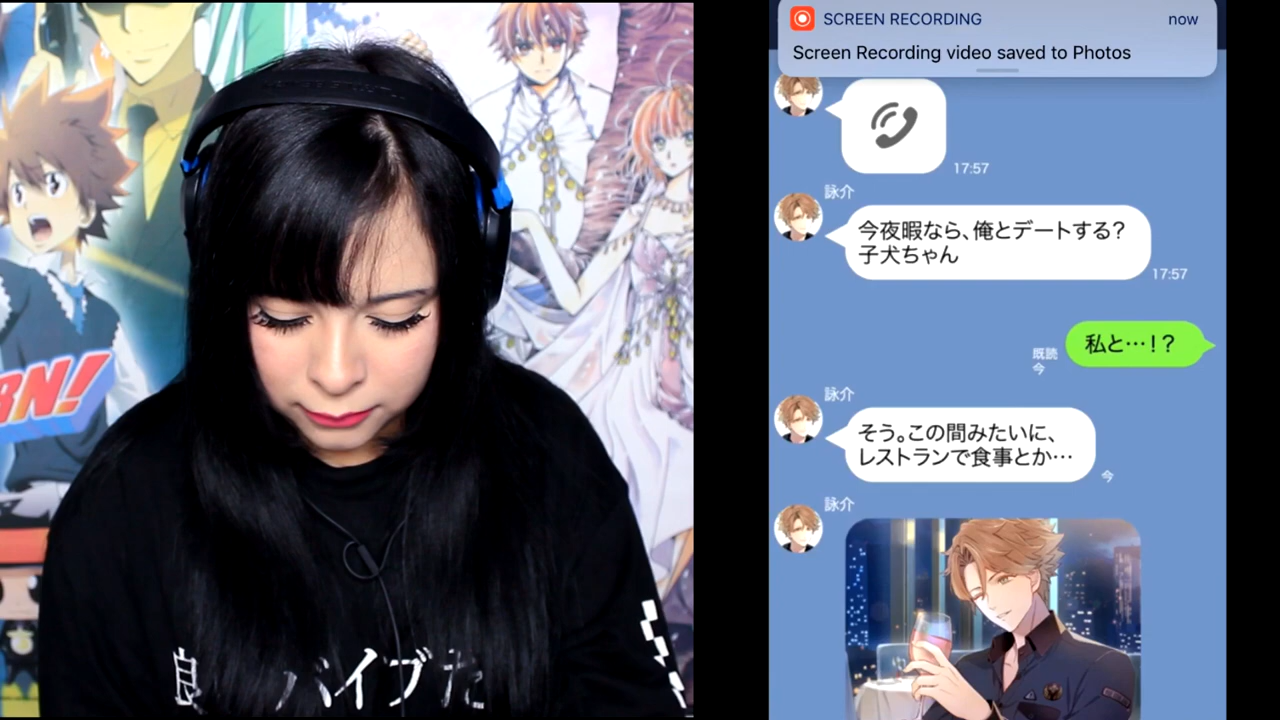 SCREEN RECORDING
now
Screen Recording video saved to Photos
17:57
詠介
今夜暇なら、俺とデートする?
子犬ちゃん
17:57
私と…!?
既読
今
詠介
そう。この間みたいに、
レストランで食事とか…
今
詠介
RN!
良
バイブ